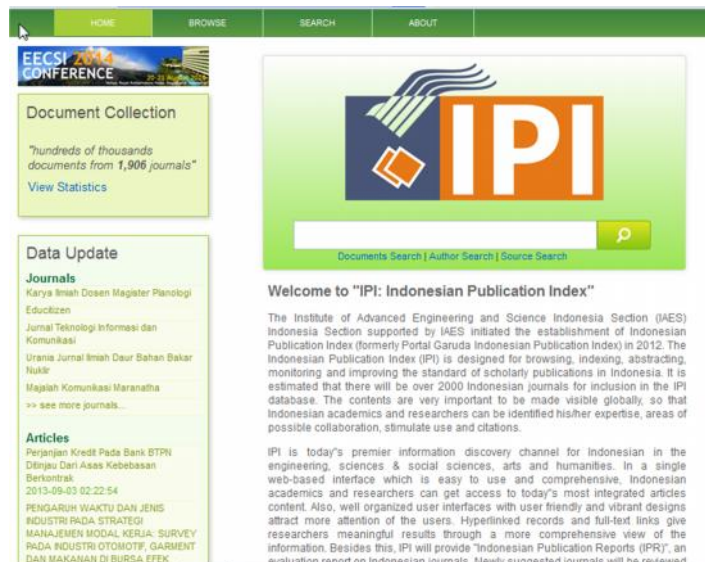 HOME BROWSE SEARCH ABOUT
EECSI 2014
CONFERENCE
Document Collection
"hundreds of thousands
documents from 1,906 journals"
View Statistics
Data Update
Journals
Karya Ilmiah Dosen Magister Planologi
Educitizen
Jurnal Teknologi Informasi dan
Komunikasi
Urania Jurnal Ilmiah Daur Bahan Bakar
Nuklir
Majalah Komunikasi Maranatha
>> see more journals...
Articles
Perjanjian Kredit Pada Bank BTPN
Ditinjau Dari Asas Kebebasan
Berkontrak
2013-09-03 02:22:54
PENGARUH WAKTU DAN JENIS
INDUSTRI PADA STRATEGI
MANAJEMEN MODAL KERJA: SURVEY
PADA INDUSTRI OTOMOTIF, GARMENT
DAN MAKANAN DI BURSA EFEK
IPI
Documents Search | Author Search | Source Search
Welcome to "IPI: Indonesian Publication Index"
The Institute of Advanced Engineering and Science Indonesia Section (IAES)
Indonesia Section supported by IAES initiated the establishment of Indonesian
Publication Index (formerly Portal Garuda Indonesian Publication Index) in 2012. The
Indonesian Publication Index (IPI) is designed for browsing, indexing, abstracting,
monitoring and improving the standard of scholarly publications in Indonesia. It is
estimated that there will be over 2000 Indonesian journals for inclusion in the IPI
database. The contents are very important to be made visible globally, so that
Indonesian academics and researchers can be identified his/her expertise, areas of
possible collaboration, stimulate use and citations.
IPI is today"s premier information discovery channel for Indonesian in the
engineering, sciences & social sciences, arts and humanities. In a single
web-based interface which is easy to use and comprehensive, Indonesian
academics and researchers can get access to today"s most integrated articles
content. Also, well organized user interfaces with user friendly and vibrant designs
attract more attention of the users. Hyperlinked records and full-text links give
researchers meaningful results through a more comprehensive view of the
information. Besides this, IPI will provide "Indonesian Publication Reports (IPR)", an
evaluation report on Indonesian journals. Newly suggested journals will be reviewed